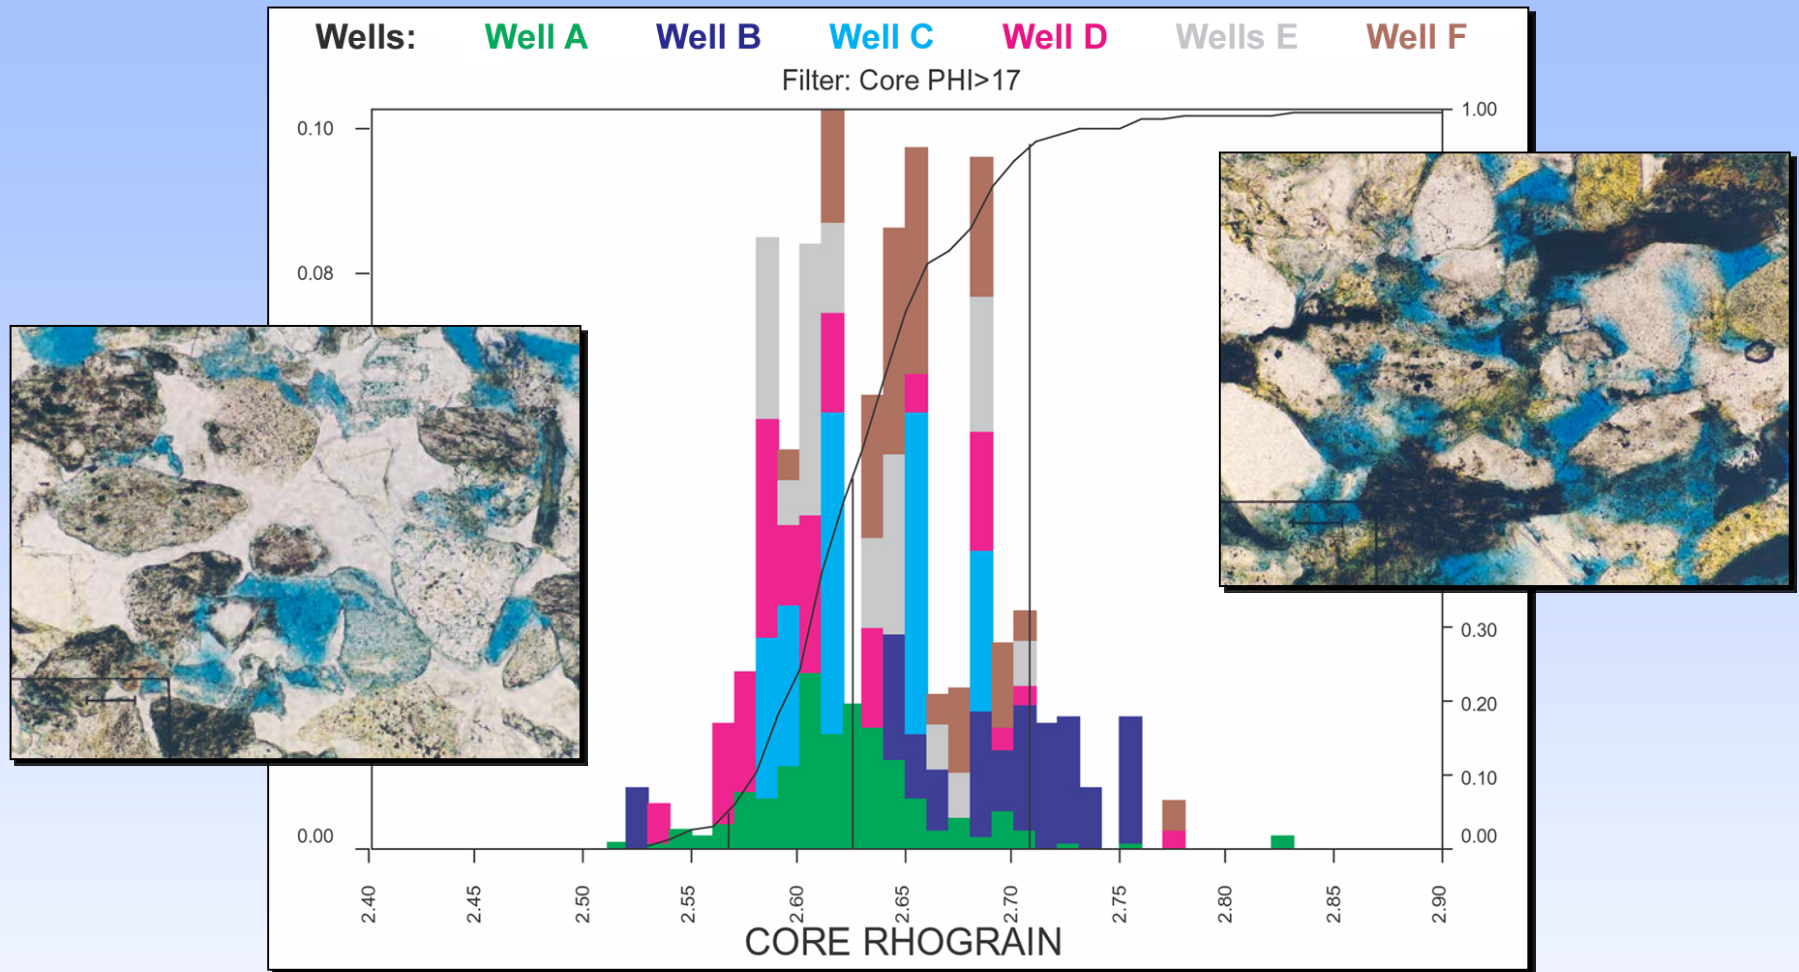 Wells: Well A Well B Well C Well D Wells E Well F
Filter: Core PHI>17
0.10
1.00
0.08
0.30
0.20
0.10
0.00
0.00
2.40 2.45 2.50 2.55 2.60 2.65 2.70 2.75 2.80 2.85 2.90
CORE RHOGRAIN